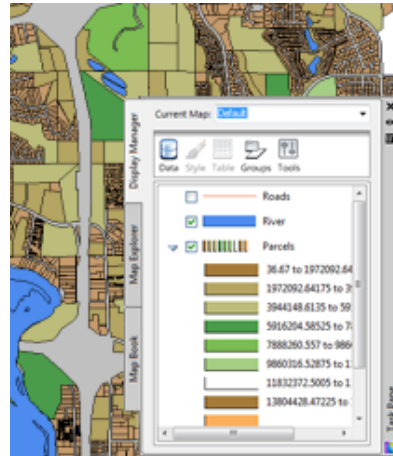 Current Map: Default
Display Manager
Data Style Table Groups Tools
Roads
River
Map Explorer
Parcels
36.67 to 1972092.64
1972092.64175 to 3
3944148.6135 to 59
Map Book
5916204.58525 to 7
7888260.557 to 986
9860316.52875 to 1
11832372.5005 to 1
13804428.47225 to
Task Pane